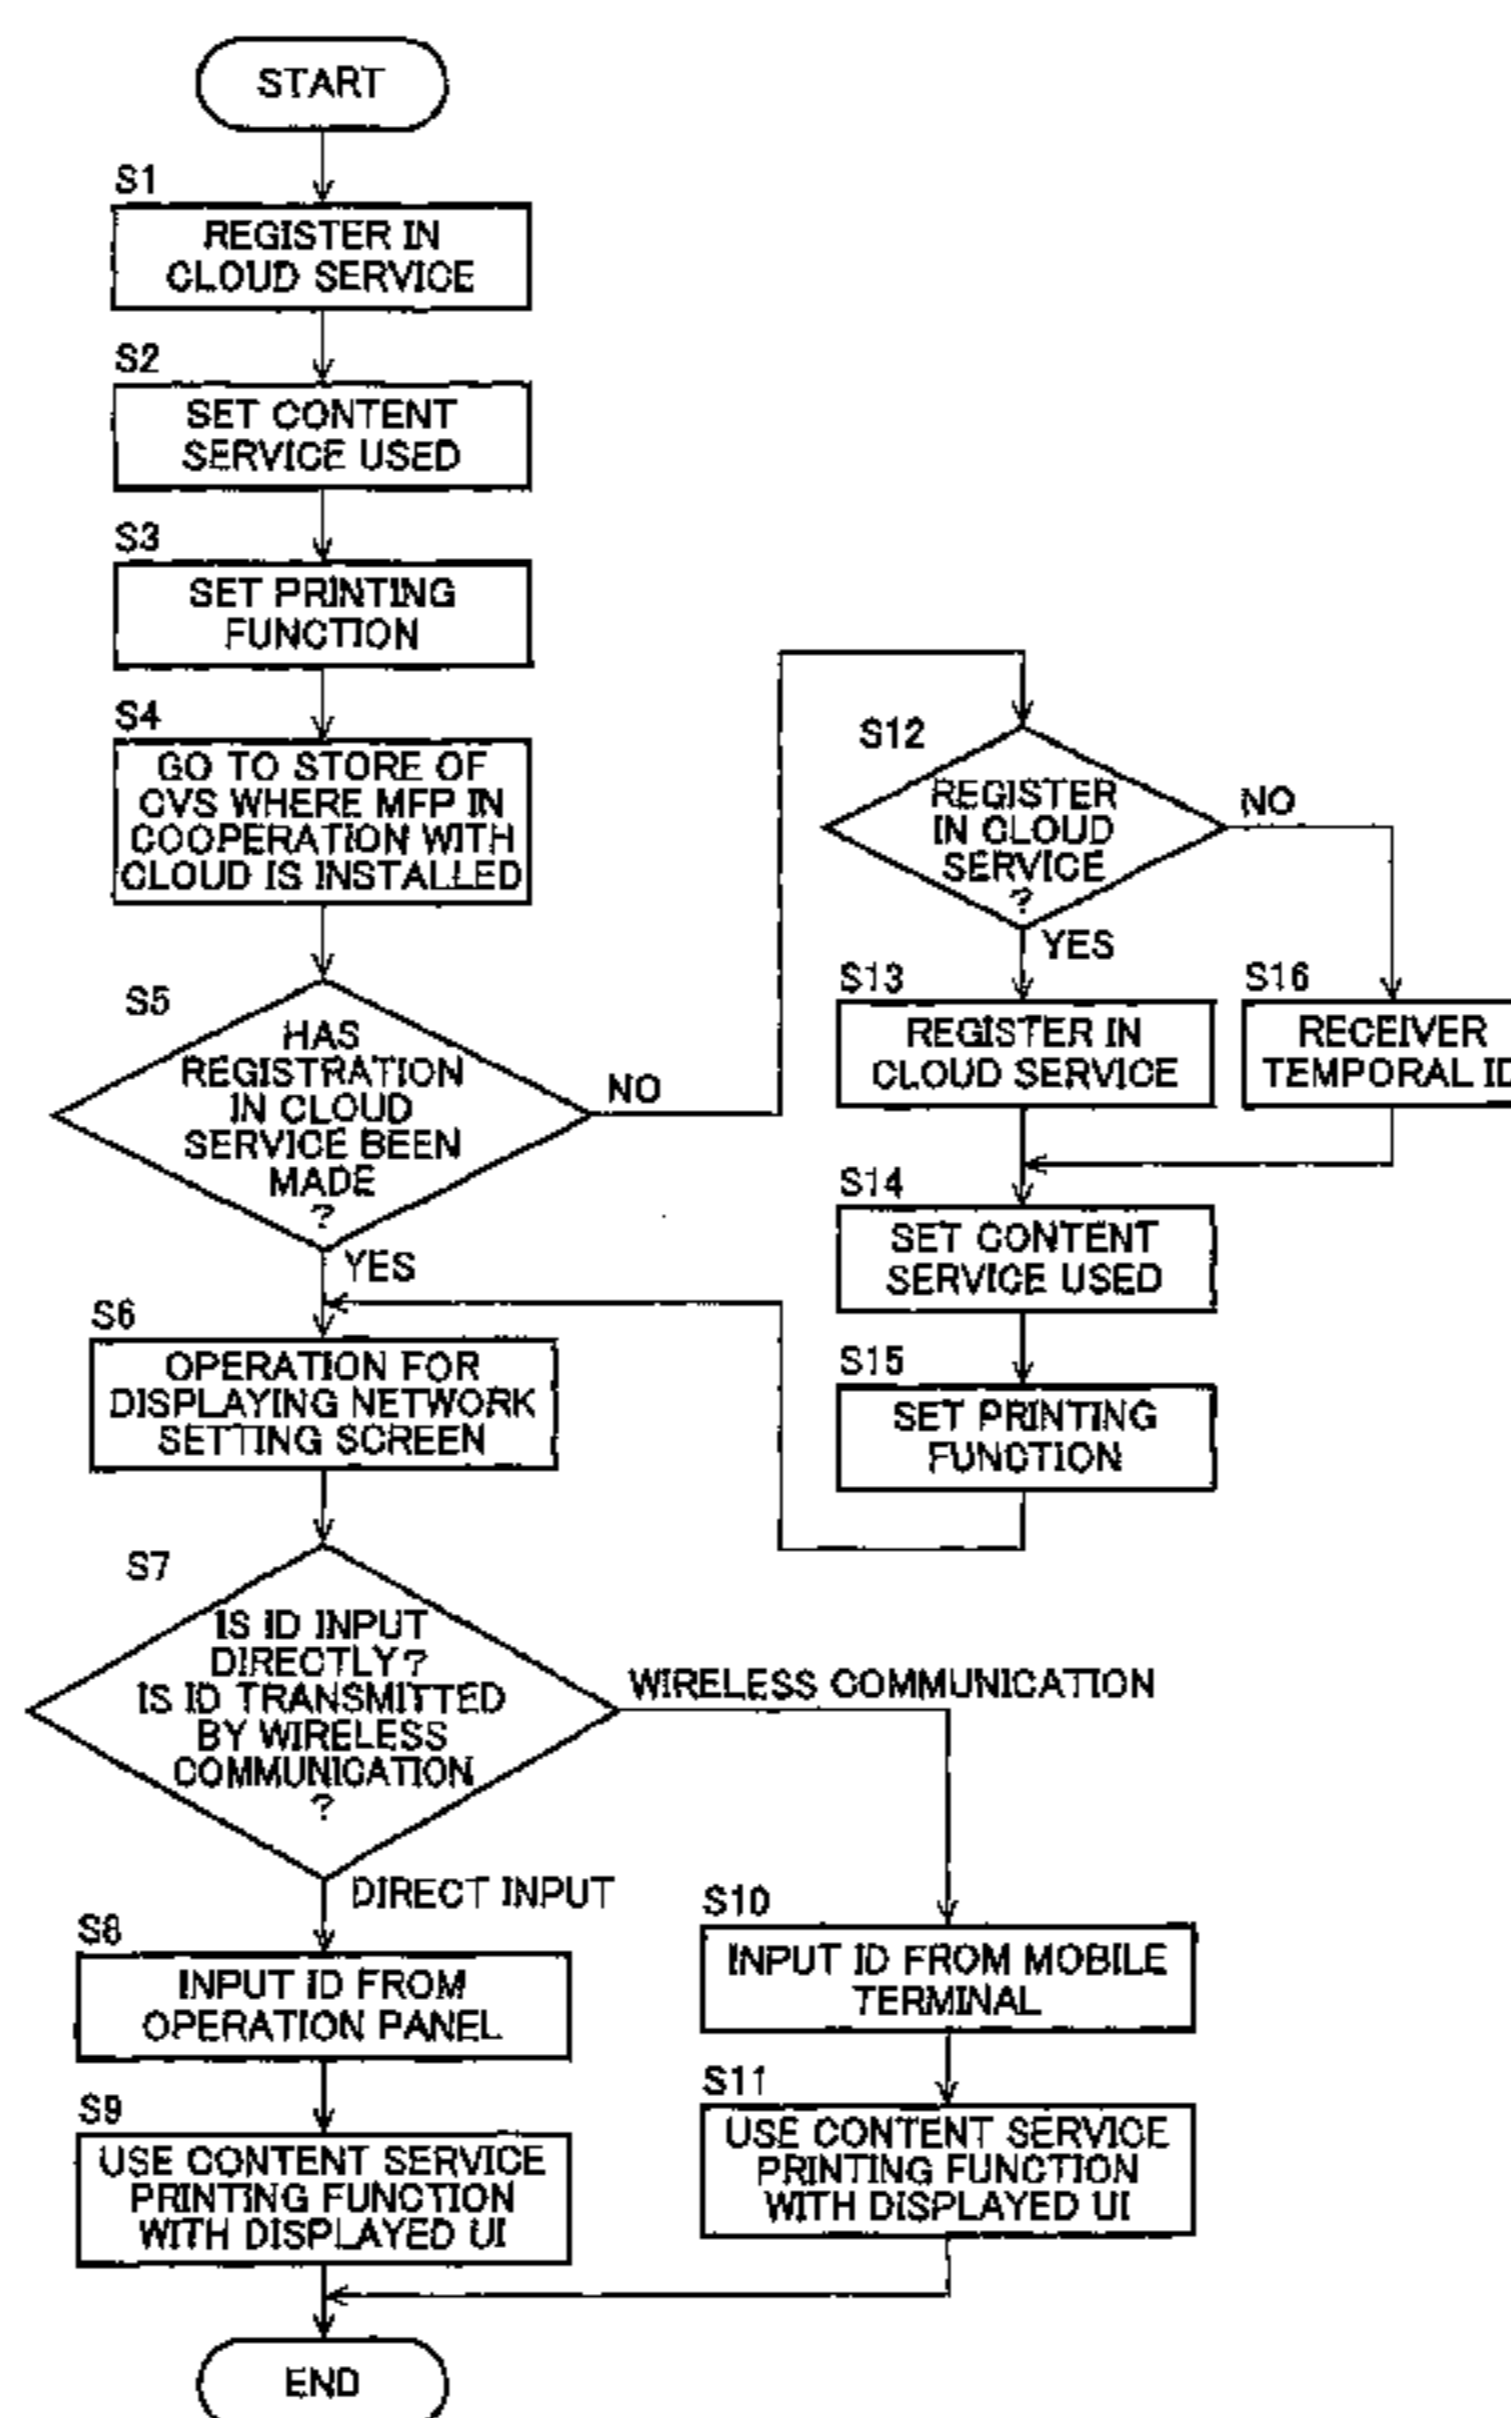 START
S1
REGISTER IN
CLOUD SERVICE
S2
SET CONTENT
SERVICE USED
S3
SET PRINTING
FUNCTION
S4
GO TO STORE OF
CVS WHERE MFP IN
COOPERATION WITH
CLOUD IS INSTALLED
S5
HAS
REGISTRATION
IN CLOUD
SERVICE BEEN
MADE
?
NO
YES
S6
OPERATION FOR
DISPLAYING NETWORK
SETTING SCREEN
S7
IS ID INPUT
DIRECTLY?
IS ID TRANSMITTED
BY WIRELESS
COMMUNICATION
?
WIRELESS COMMUNICATION
DIRECT INPUT
S8
INPUT ID FROM
OPERATION PANEL
S9
USE CONTENT SERVICE
PRINTING FUNCTION
WITH DISPLAYED UI
S10
INPUT ID FROM MOBILE
TERMINAL
S11
USE CONTENT SERVICE
PRINTING FUNCTION
WITH DISPLAYED UI
END
S12
REGISTER
IN CLOUD
SERVICE
?
NO
YES
S13
REGISTER IN
CLOUD SERVICE
S16
RECEIVER
TEMPORAL ID
S14
SET CONTENT
SERVICE USED
S15
SET PRINTING
FUNCTION